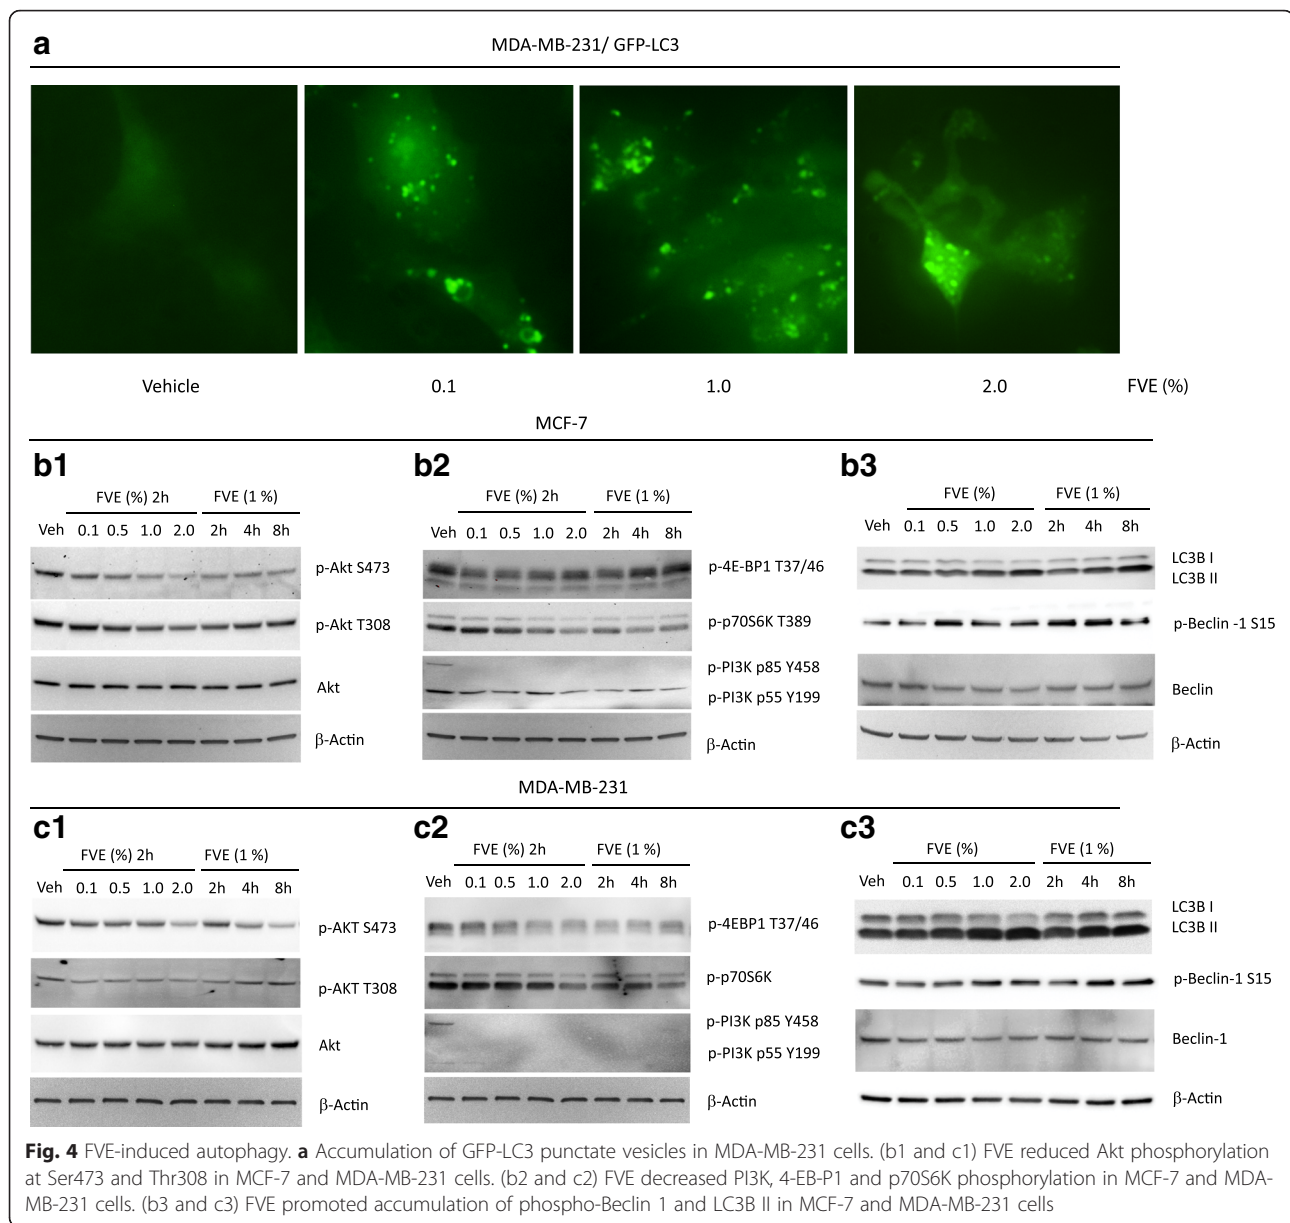 a
MDA-MB-231/ GFP-LC3
Vehicle 0.1 1.0 2.0 FVE (%)
MCF-7
b1
FVE (%) 2h FVE (1 %)
Veh 0.1 0.5 1.0 2.0 2h 4h 8h
p-Akt S473
p-Akt T308
Akt
β-Actin
b2
FVE (%) 2h FVE (1 %)
Veh 0.1 0.5 1.0 2.0 2h 4h 8h
p-4E-BP1 T37/46
p-p70S6K T389
p-PI3K p85 Y458
p-PI3K p55 Y199
β-Actin
b3
FVE (%) FVE (1 %)
Veh 0.1 0.5 1.0 2.0 2h 4h 8h
LC3B I
LC3B II
p-Beclin -1 S15
Beclin
β-Actin
MDA-MB-231
c1
FVE (%) 2h FVE (1 %)
Veh 0.1 0.5 1.0 2.0 2h 4h 8h
p-AKT S473
p-AKT T308
Akt
β-Actin
c2
FVE (%) 2h FVE (1 %)
Veh 0.1 0.5 1.0 2.0 2h 4h 8h
p-4EBP1 T37/46
p-p70S6K
p-PI3K p85 Y458
p-PI3K p55 Y199
β-Actin
c3
FVE (%) FVE (1 %)
Veh 0.1 0.5 1.0 2.0 2h 4h 8h
LC3B I
LC3B II
p-Beclin-1 S15
Beclin-1
β-Actin
Fig. 4 FVE-induced autophagy. a Accumulation of GFP-LC3 punctate vesicles in MDA-MB-231 cells. (b1 and c1) FVE reduced Akt phosphorylation
at Ser473 and Thr308 in MCF-7 and MDA-MB-231 cells. (b2 and c2) FVE decreased PI3K, 4-EB-P1 and p70S6K phosphorylation in MCF-7 and MDA-
MB-231 cells. (b3 and c3) FVE promoted accumulation of phospho-Beclin 1 and LC3B II in MCF-7 and MDA-MB-231 cells